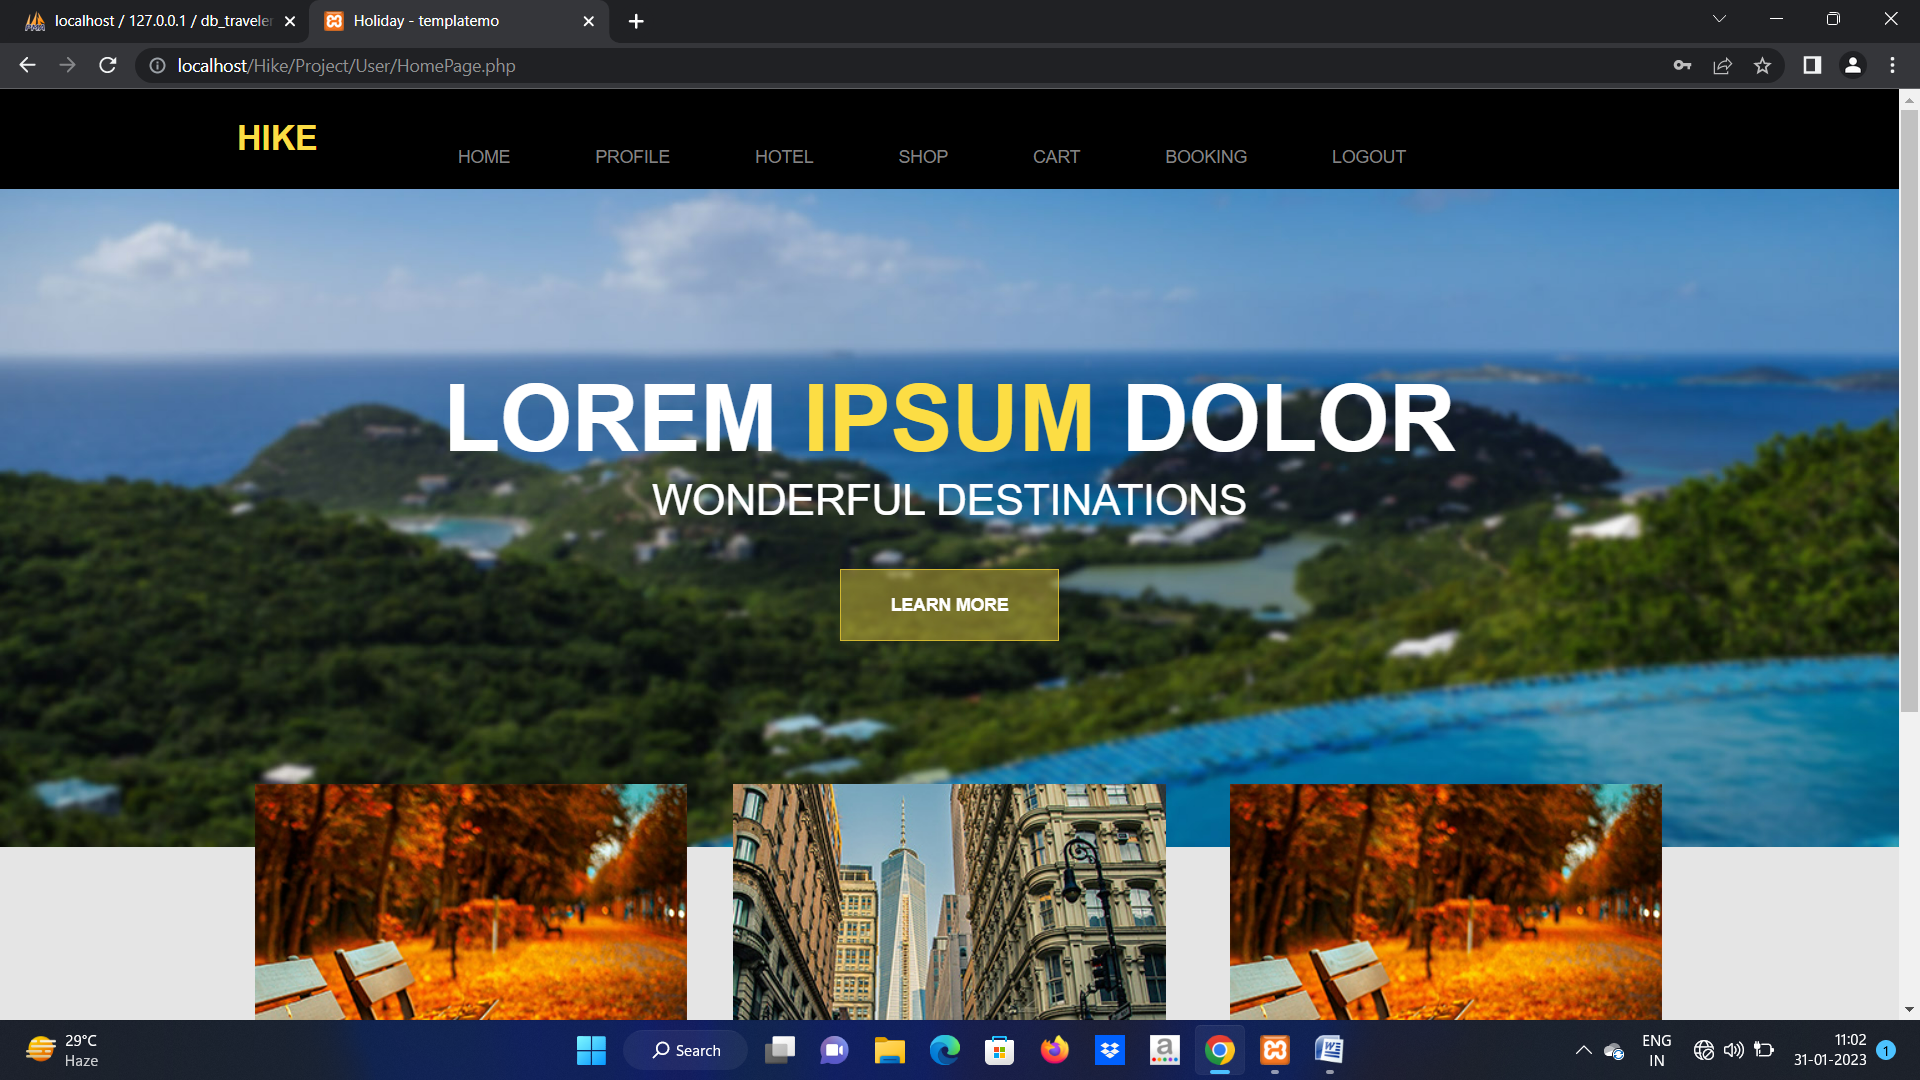 localhost / 127.0.0.1 / db_traveler
Holiday - templatemo
localhost/Hike/Project/User/HomePage.php
HIKE
HOME PROFILE HOTEL SHOP CART BOOKING LOGOUT
LOREM IPSUM DOLOR
WONDERFUL DESTINATIONS
LEARN MORE
29°C
Haze
Search
ENG
IN
11:02
31-01-2023
1